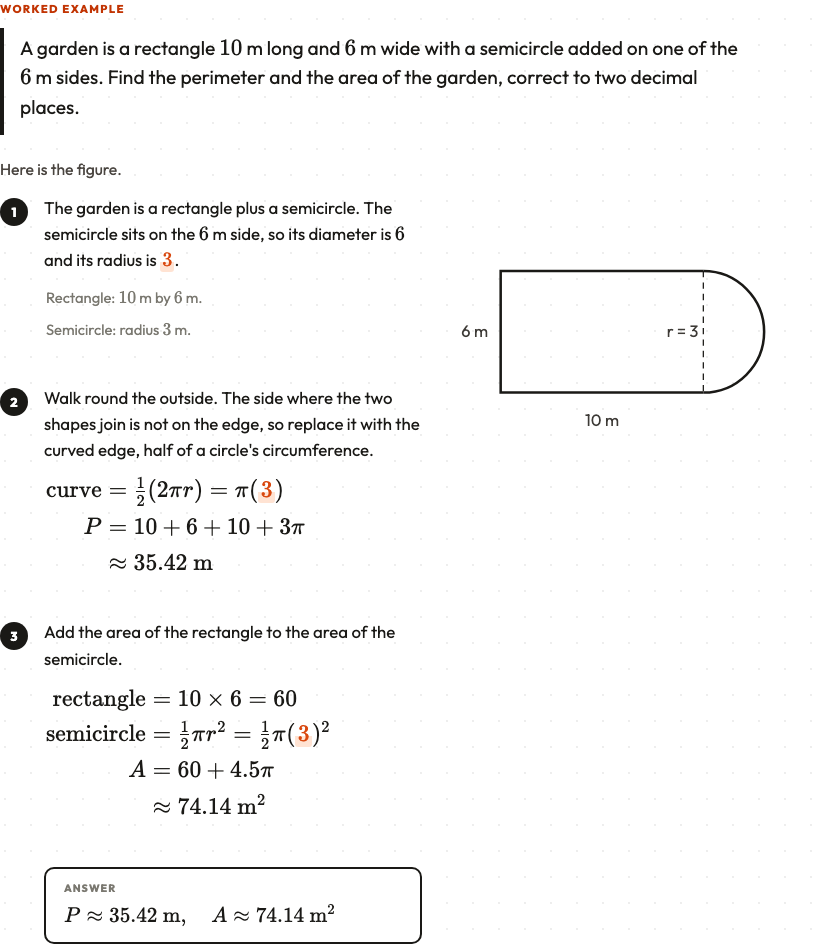 WORKED EXAMPLE
A garden is a rectangle 10 m long and 6 m wide with a semicircle added on one of the
6 m sides. Find the perimeter and the area of the garden, correct to two decimal
places.
Here is the figure.
1
The garden is a rectangle plus a semicircle. The
semicircle sits on the 6 m side, so its diameter is 6
and its radius is 3.
Rectangle: 10 m by 6 m.
Semicircle: radius 3 m.
6 m
r = 3
10 m
2
Walk round the outside. The side where the two
shapes join is not on the edge, so replace it with the
curved edge, half of a circle's circumference.
curve = ½(2πr) = π(3)
P = 10 + 6 + 10 + 3π
≈ 35.42 m
3
Add the area of the rectangle to the area of the
semicircle.
rectangle = 10 × 6 = 60
semicircle = ½πr² = ½π(3)²
A = 60 + 4.5π
≈ 74.14 m²
ANSWER
P ≈ 35.42 m, A ≈ 74.14 m²